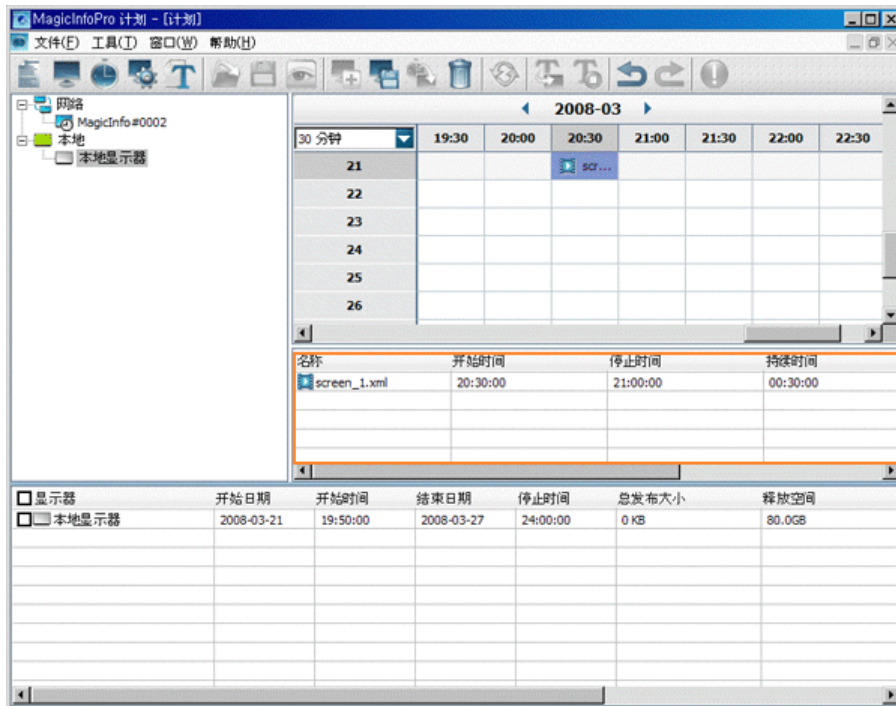 MagicInfoPro 计划 - [计划]
文件(F) 工具(T) 窗口(W) 帮助(H)
网络
MagicInfo#0002
本地
本地显示器
2008-03
30 分钟 19:30 20:00 20:30 21:00 21:30 22:00 22:30
21 scr...
22
23
24
25
26
名称 开始时间 停止时间 持续时间
screen_1.xml 20:30:00 21:00:00 00:30:00
显示器 开始日期 开始时间 结束日期 停止时间 总发布大小 释放空间
本地显示器 2008-03-21 19:50:00 2008-03-27 24:00:00 0 KB 80.0GB